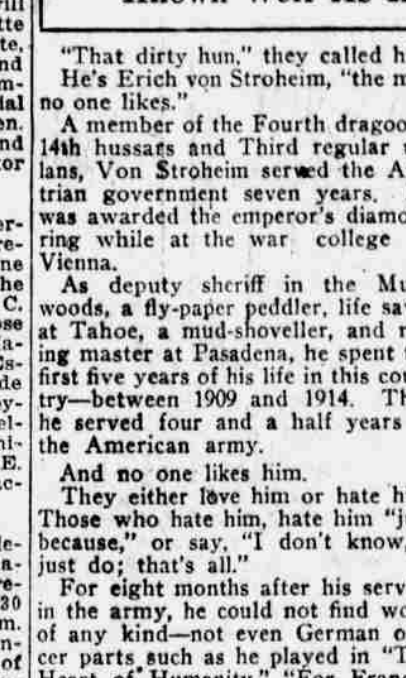 "That dirty hun," they called h
He's Erich von Stroheim, "the m
no one likes."
A member of the Fourth dragoo
14th hussars and Third regular
lans, Von Stroheim served the A
trian government seven years.
was awarded the emperor's diamo
ring while at the war college
Vienna.
As deputy sheriff in the Mu
woods, a fly-paper peddler, life sa
at Tahoe, a mud-shoveller, and r
ing master at Pasadena, he spent t
first five years of his life in this cou
try—between 1909 and 1914. Th
he served four and a half years
the American army.
And no one likes him.
They either love him or hate h
Those who hate him, hate him "j
because," or say, "I don't know,
just do; that's all."
For eight months after his serv
in the army, he could not find wo
of any kind—not even German o
cer parts such as he played in "T
Heart of Humanity," "For Fran